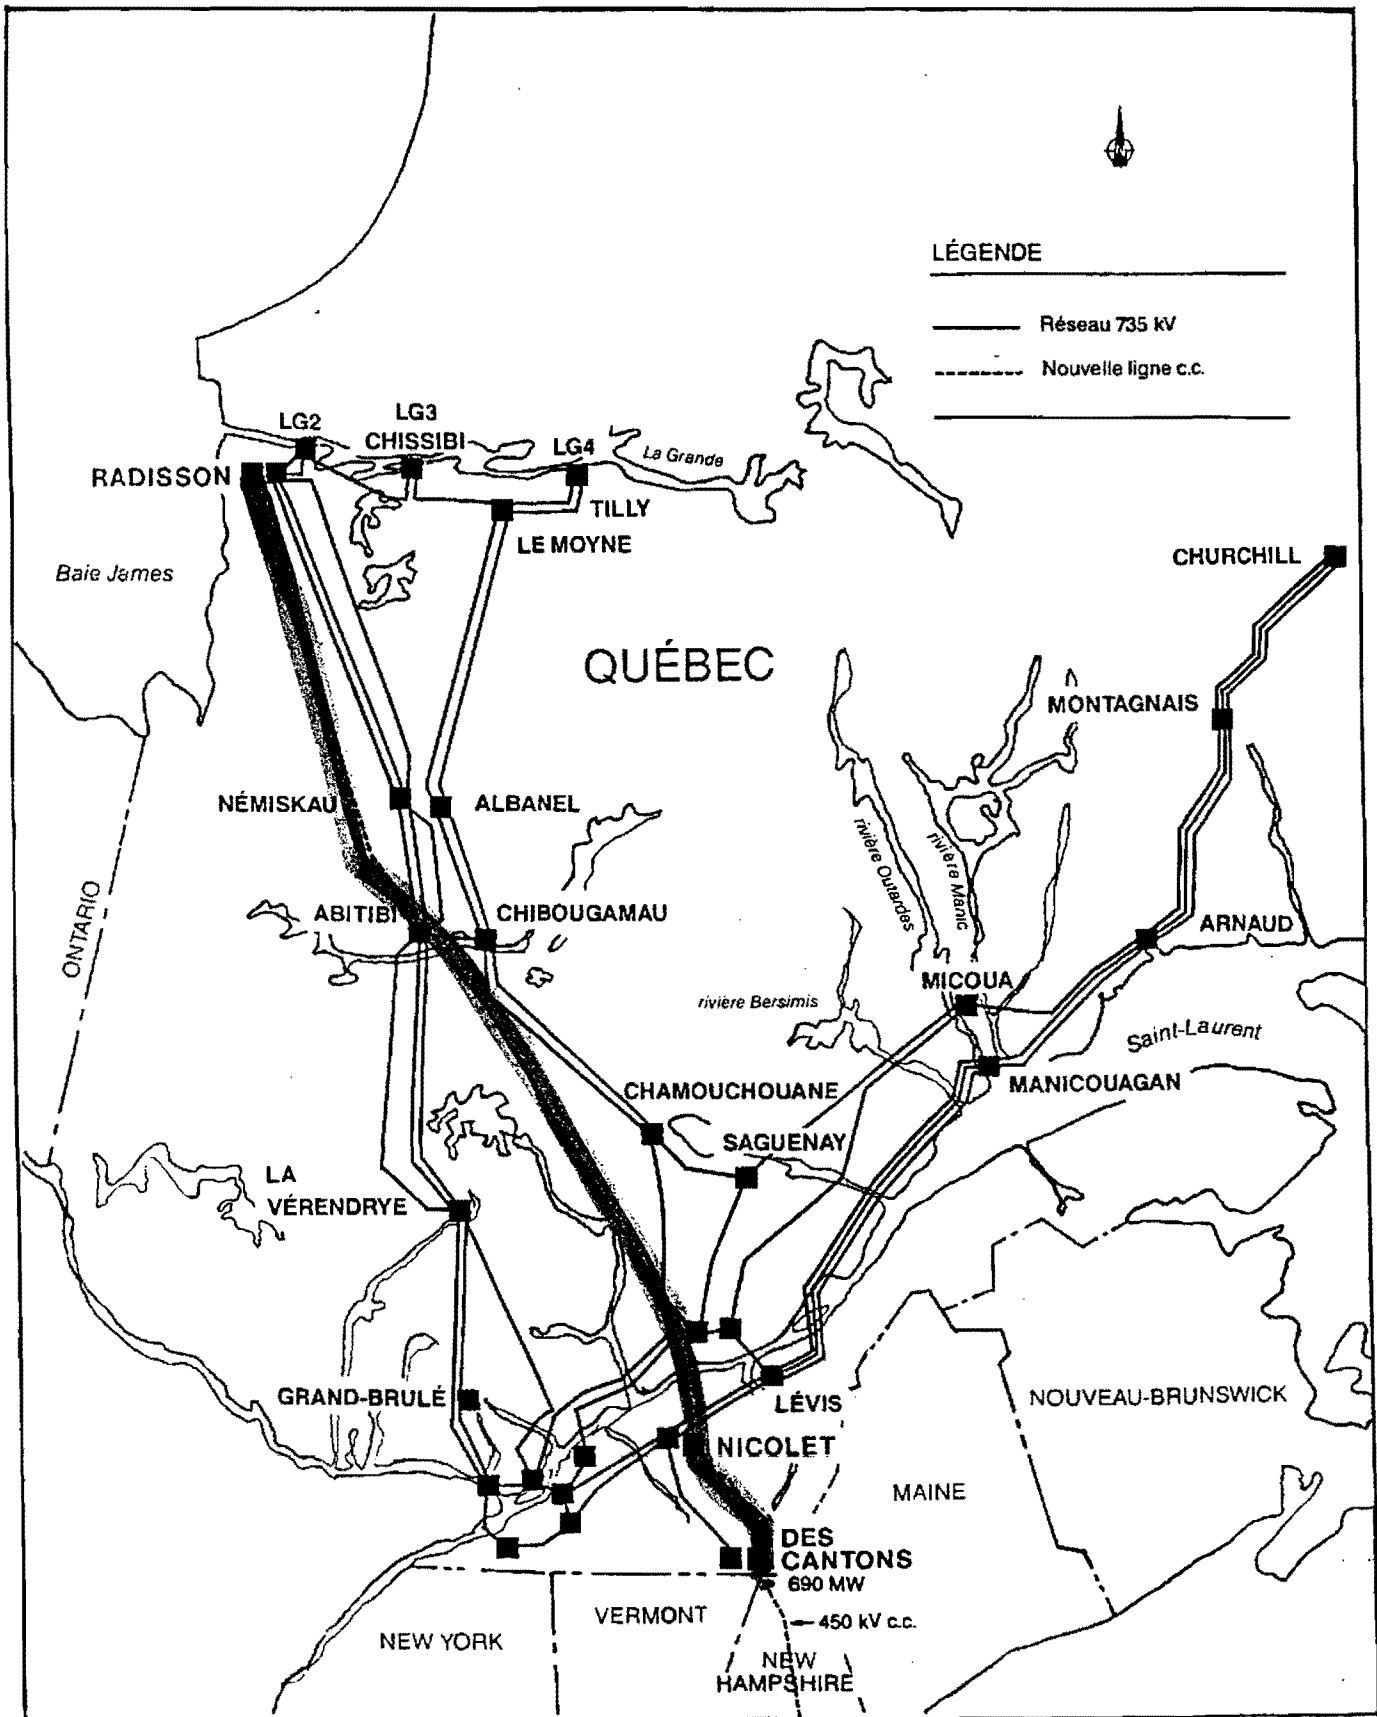 LÉGENDE
Réseau 735 kV
Nouvelle ligne c.c.
LG2
LG3
CHISSIBI
LG4
La Grande
RADISSON
TILLY
LE MOYNE
CHURCHILL
Baie James
QUÉBEC
MONTAGNAIS
NÉMISKAU
ALBANEL
rivière Outardes
rivière Manic
ONTARIO
ABITIBI
CHIBOUGAMAU
ARNAUD
MICOUA
rivière Bersimis
Saint-Laurent
MANICOUAGAN
CHAMOUCHOUANE
SAGUENAY
LA
VÉRENDRYE
GRAND-BRULÉ
LÉVIS
NOUVEAU-BRUNSWICK
NICOLET
MAINE
DES
CANTONS
690 MW
VERMONT
450 kV c.c.
NEW YORK
NEW
HAMPSHIRE